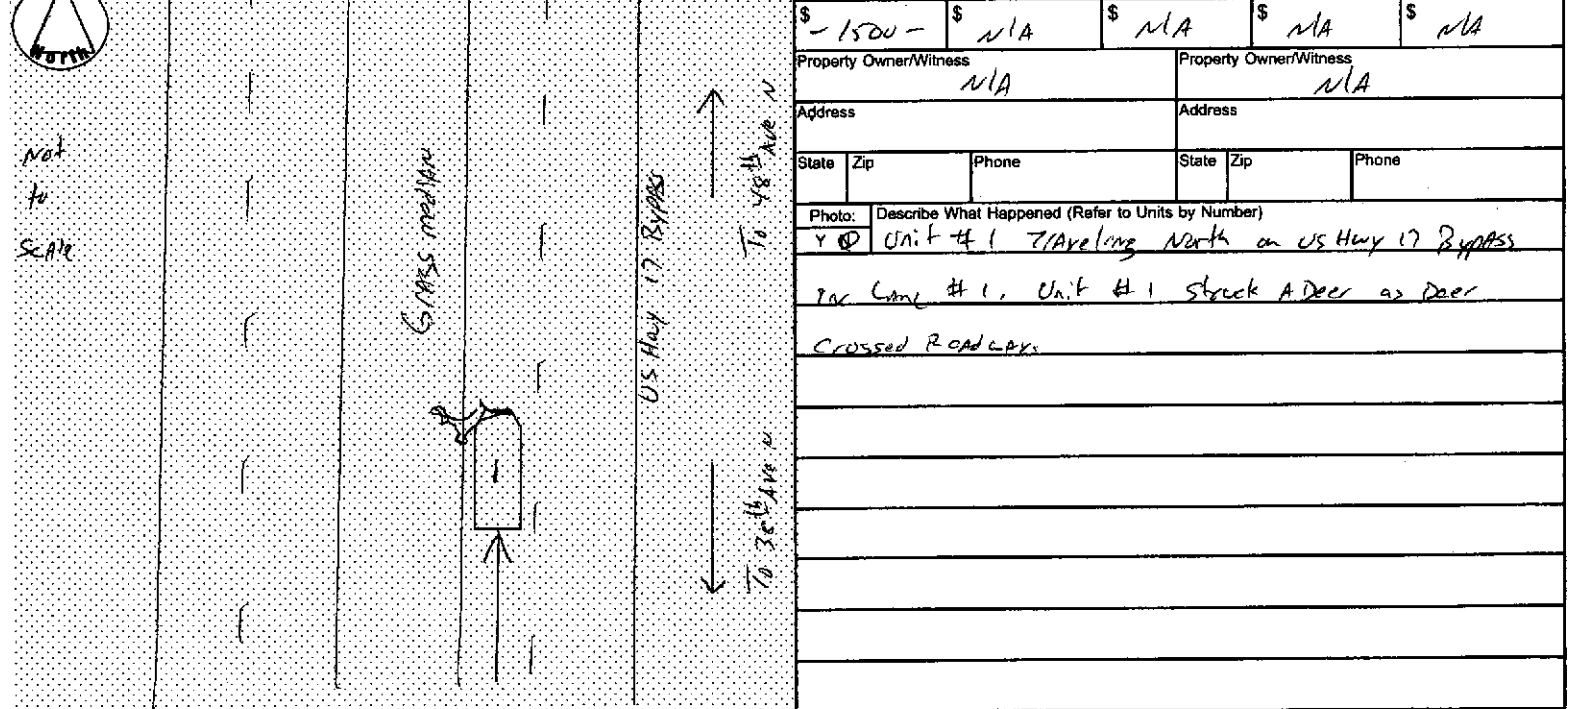 North
Not
to
Scale
GRASS MEDIAN
US Hwy 17 Bypass
To 48th Ave N
To 38th Ave N
$ -1500- $ N/A $ N/A $ N/A $ N/A
Property Owner/Witness Property Owner/Witness
N/A N/A
Address Address
State Zip Phone State Zip Phone
Photo: Describe What Happened (Refer to Units by Number)
Y N Unit #1 TrAveling North on US Hwy 17 BypAss
in Lane #1. Unit #1 Struck A Deer as Deer
Crossed Roadway.
1